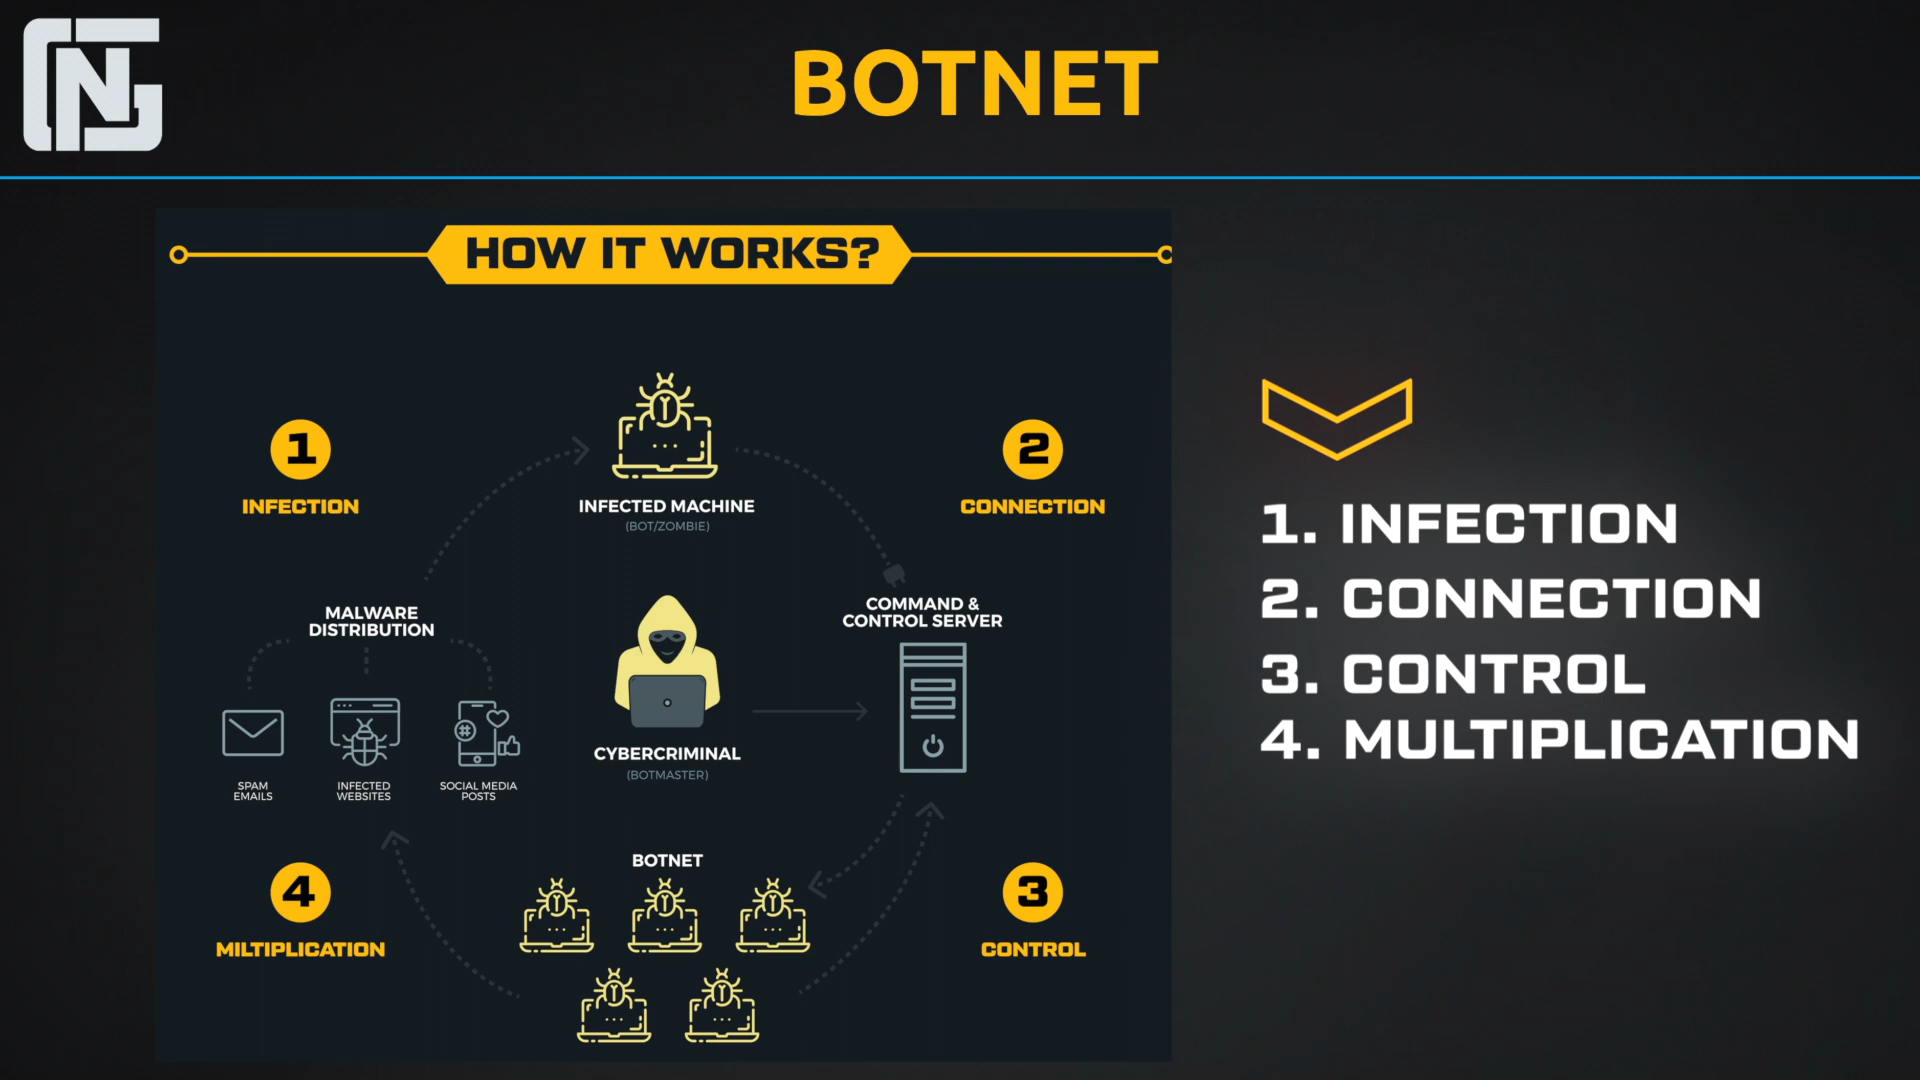 BOTNET
HOW IT WORKS?
1
INFECTION
INFECTED MACHINE
(BOT/ZOMBIE)
2
CONNECTION
MALWARE
DISTRIBUTION
SPAM
EMAILS
INFECTED
WEBSITES
#
SOCIAL MEDIA
POSTS
CYBERCRIMINAL
(BOTMASTER)
COMMAND &
CONTROL SERVER
4
MILTIPLICATION
BOTNET
3
CONTROL
1. INFECTION
2. CONNECTION
3. CONTROL
4. MULTIPLICATION